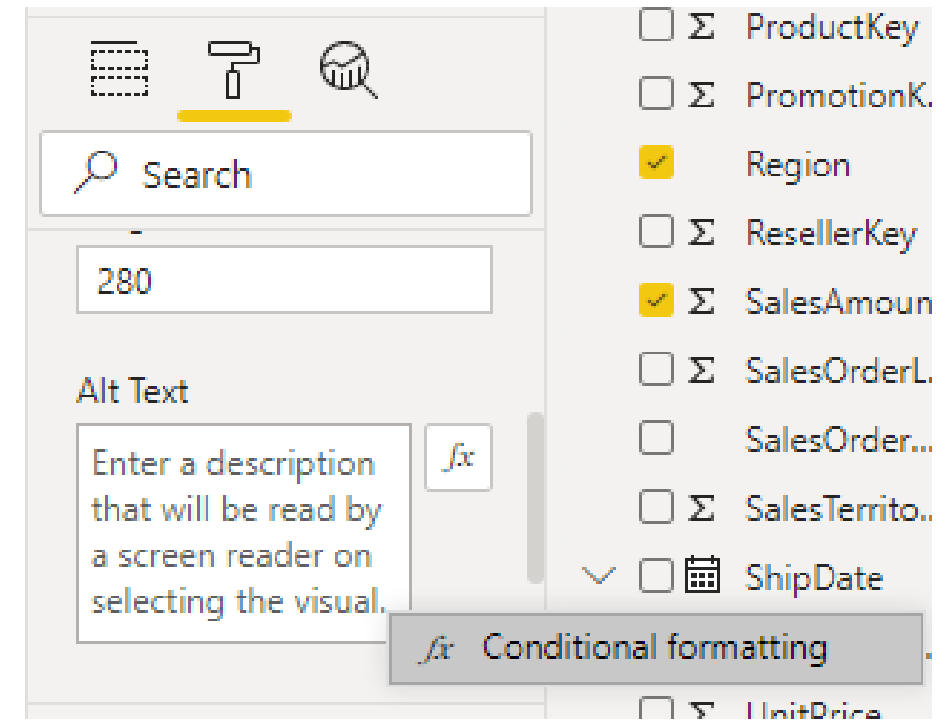 Search
280
Alt Text
Enter a description
that will be read by
a screen reader on
selecting the visual.
fx
fx Conditional formatting
Σ ProductKey
Σ PromotionK..
Region
Σ ResellerKey
Σ SalesAmoun
Σ SalesOrderL..
SalesOrder...
Σ SalesTerrito..
ShipDate
Σ UnitPrice